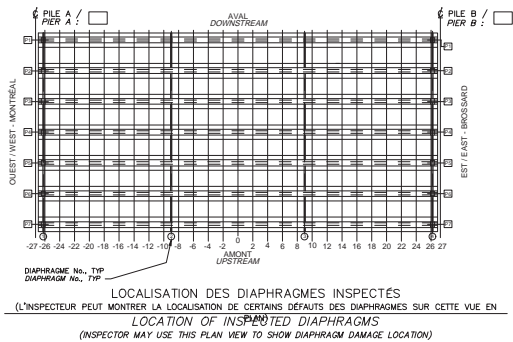 ℄ PILE A /
PIER A :
AVAL
DOWNSTREAM
℄ PILE B /
PIER B :
P1
P2
P3
P4
P5
P6
P7
OUEST / WEST - MONTRÉAL
P1
P2
P3
P4
P5
P6
P7
EST / EAST - BROSSARD
-27 -26 -24 -22 -20 -18 -16 -14 -12 -10 -8 -6 -4 -2 0 2 4 6 8 10 12 14 16 18 20 22 24 26 27
AMONT
UPSTREAM
DIAPHRAGME No., TYP
DIAPHRAGM No., TYP
LOCALISATION DES DIAPHRAGMES INSPECTÉS
(L'INSPECTEUR PEUT MONTRER LA LOCALISATION DE CERTAINS DÉFAUTS DES DIAPHRAGMES SUR CETTE VUE EN
PLAN)
LOCATION OF INSPECTED DIAPHRAGMS
(INSPECTOR MAY USE THIS PLAN VIEW TO SHOW DIAPHRAGM DAMAGE LOCATION)